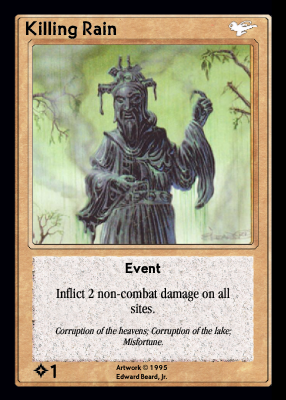 Killing Rain
Event
Inflict 2 non-combat damage on all
sites.
Corruption of the heavens; Corruption of the lake;
Misfortune.
1
Artwork © 1995
Edward Beard, Jr.